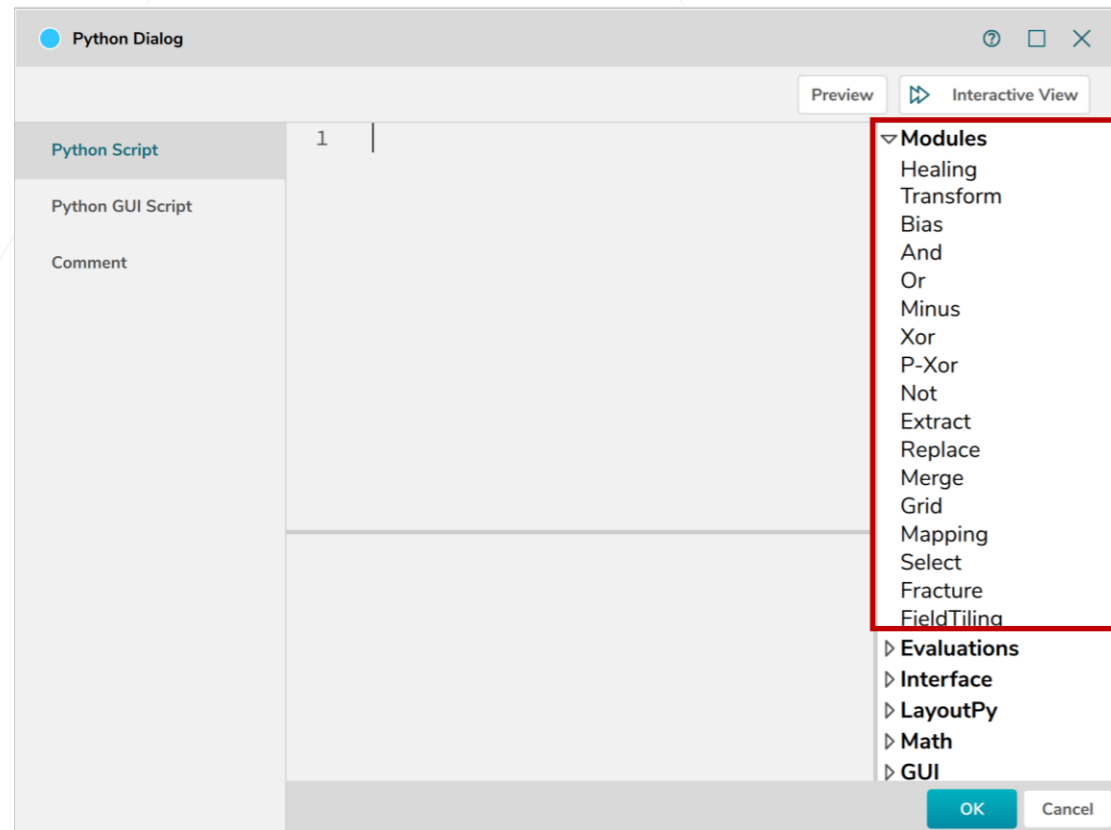 Python Dialog
Preview
Interactive View
Python Script
Python GUI Script
Comment
1
Modules
Healing
Transform
Bias
And
Or
Minus
Xor
P-Xor
Not
Extract
Replace
Merge
Grid
Mapping
Select
Fracture
FieldTiling
Evaluations
Interface
LayoutPy
Math
GUI
OK
Cancel